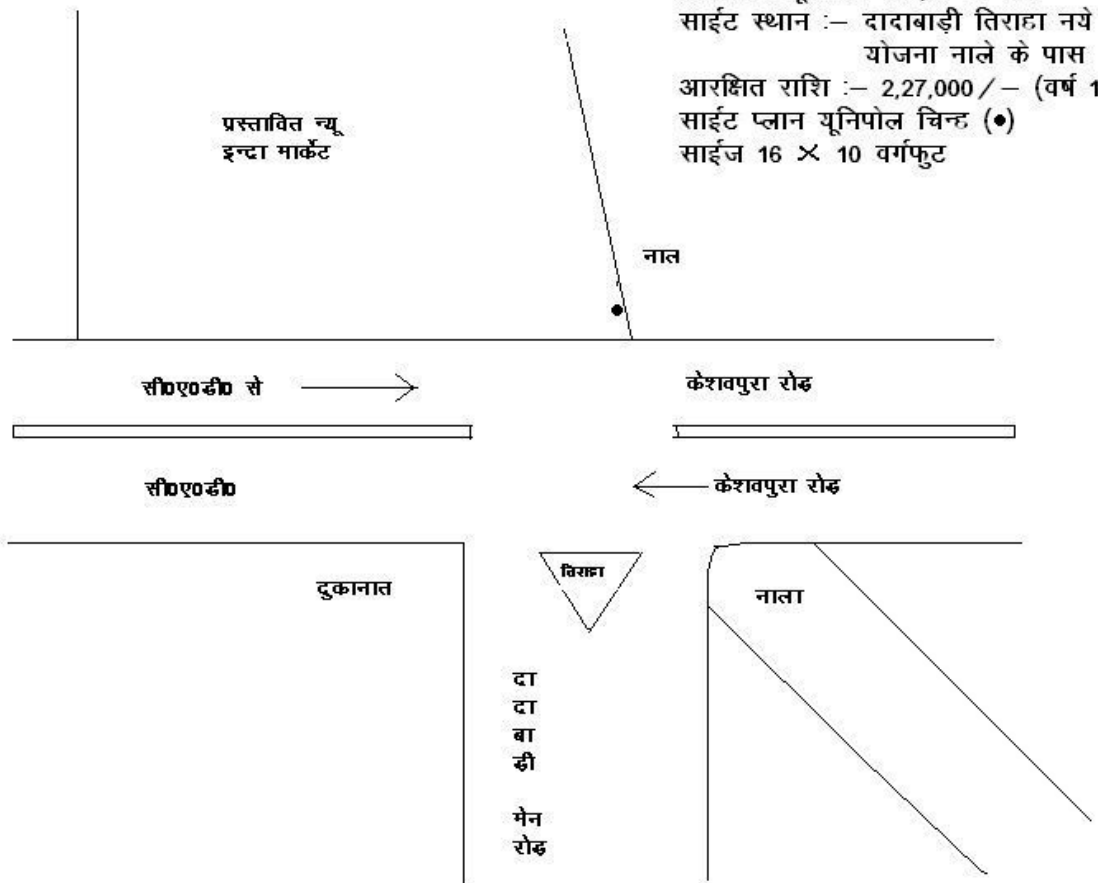 साईट स्थान :– दादाबाड़ी तिराहा नये
योजना नाले के पास
आरक्षित राशि :– 2,27,000/– (वर्ष 1
साईट प्लान यूनिपोल चिन्ह (•)
साईज 16 × 10 वर्गफुट
प्रस्तावित न्यू
इन्द्रा मार्केट
नाल
सी0ए0डी0 से
केशवपुरा रोड
सी0ए0डी0
केशवपुरा रोड
दुकानात
तिराहा
नाला
दा
दा
बा
डी
मेन
रोड